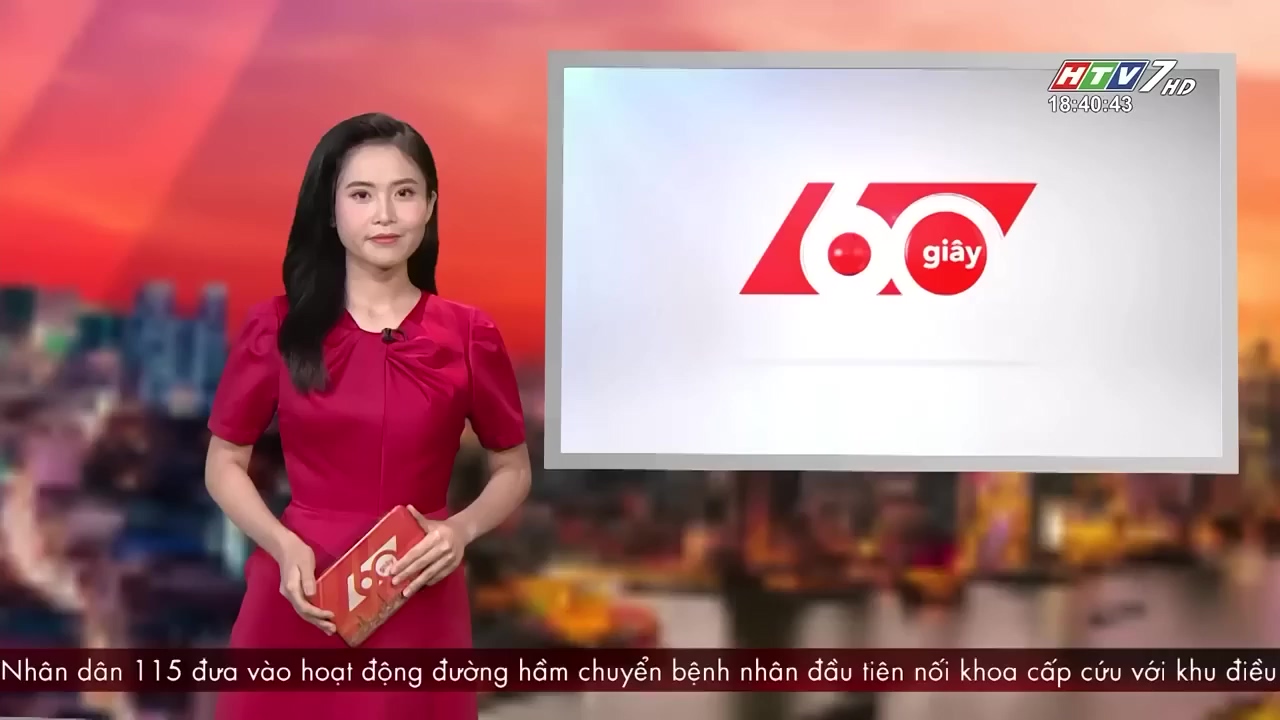 HTV7 HD
18:40:43
60 giây
60
Nhân dân 115 đưa vào hoạt động đường hầm chuyển bệnh nhân đầu tiên nối khoa cấp cứu với khu điều